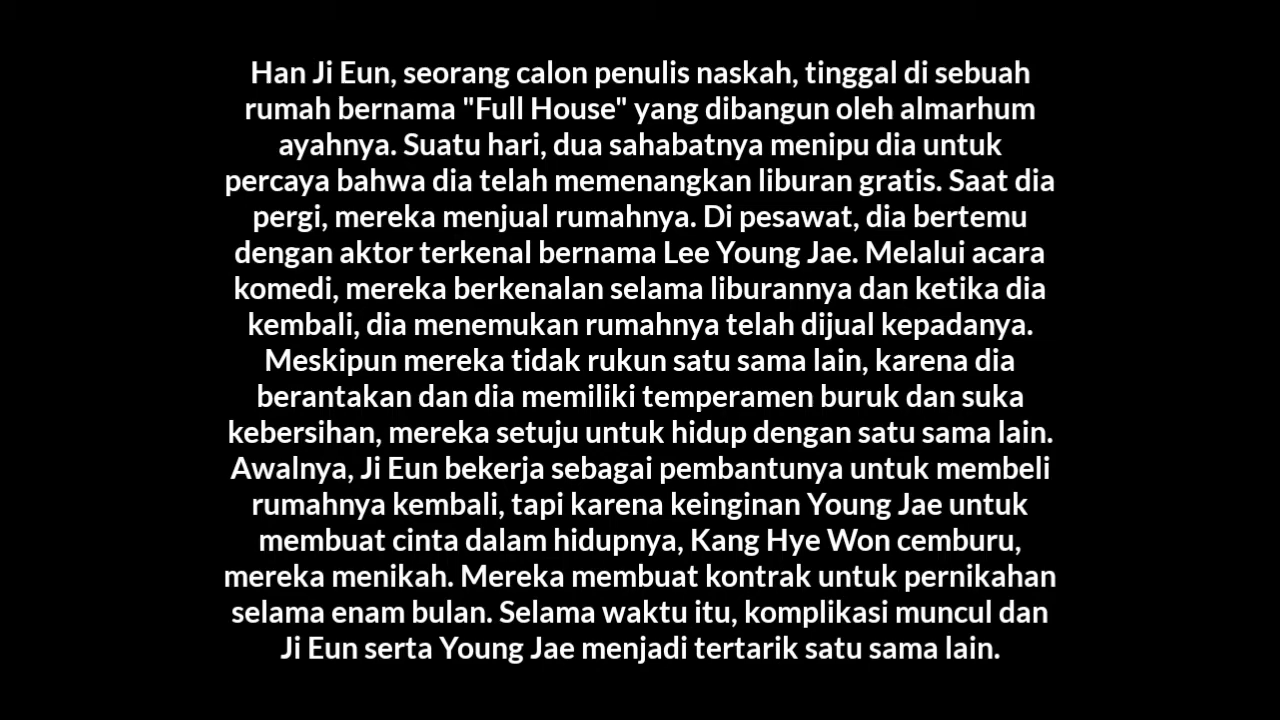 Han Ji Eun, seorang calon penulis naskah, tinggal di sebuah
rumah bernama "Full House" yang dibangun oleh almarhum
ayahnya. Suatu hari, dua sahabatnya menipu dia untuk
percaya bahwa dia telah memenangkan liburan gratis. Saat dia
pergi, mereka menjual rumahnya. Di pesawat, dia bertemu
dengan aktor terkenal bernama Lee Young Jae. Melalui acara
komedi, mereka berkenalan selama liburannya dan ketika dia
kembali, dia menemukan rumahnya telah dijual kepadanya.
Meskipun mereka tidak rukun satu sama lain, karena dia
berantakan dan dia memiliki temperamen buruk dan suka
kebersihan, mereka setuju untuk hidup dengan satu sama lain.
Awalnya, Ji Eun bekerja sebagai pembantunya untuk membeli
rumahnya kembali, tapi karena keinginan Young Jae untuk
membuat cinta dalam hidupnya, Kang Hye Won cemburu,
mereka menikah. Mereka membuat kontrak untuk pernikahan
selama enam bulan. Selama waktu itu, komplikasi muncul dan
Ji Eun serta Young Jae menjadi tertarik satu sama lain.